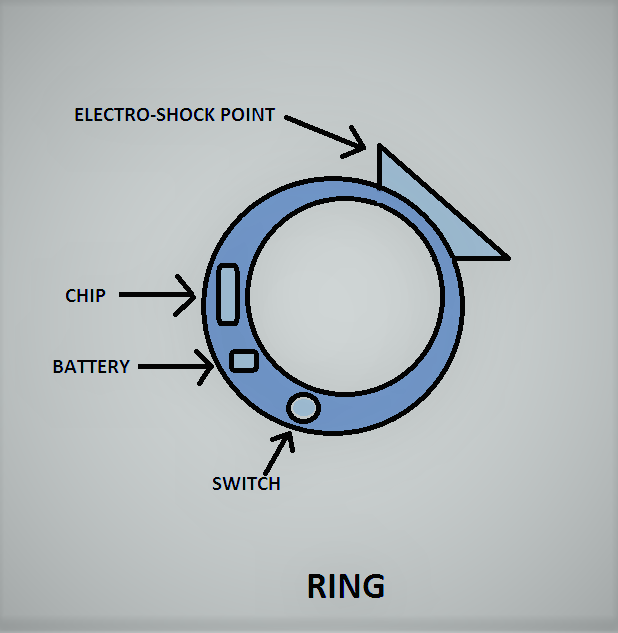 ELECTRO-SHOCK POINT
CHIP
BATTERY
SWITCH
RING